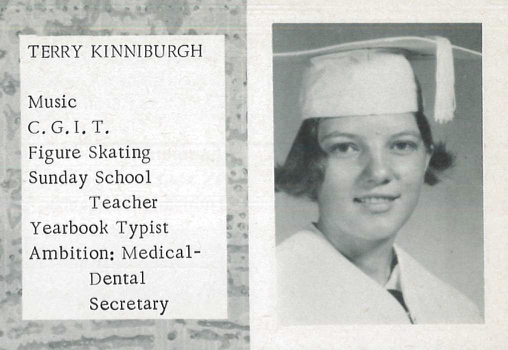 TERRY KINNIBURGH
Music
C.G.I.T.
Figure Skating
Sunday School
Teacher
Yearbook Typist
Ambition: Medical-
Dental
Secretary